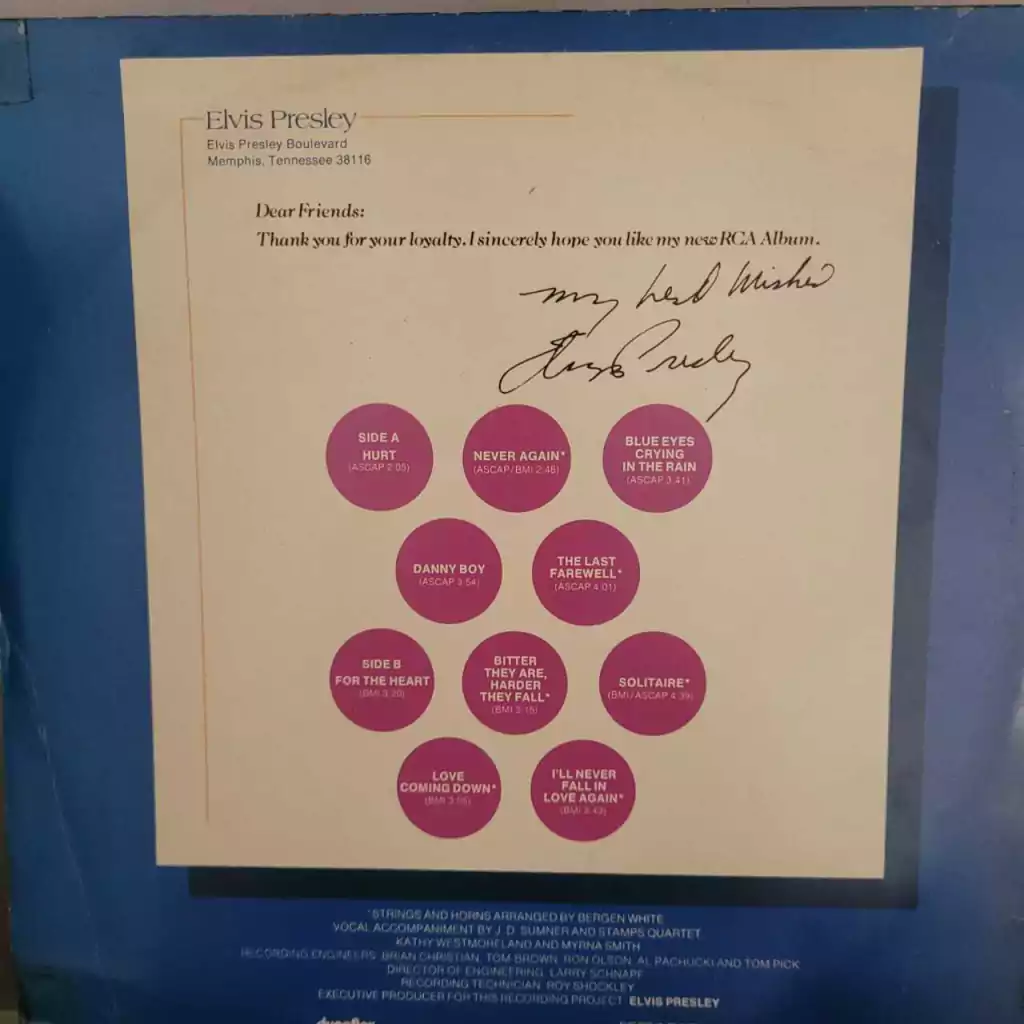 Elvis Presley
Elvis Presley Boulevard
Memphis, Tennessee 38116
Dear Friends:
Thank you for your loyalty. I sincerely hope you like my new RCA Album.
My best Wishes
Elvis Presley
SIDE A
HURT
(ASCAP 2:05)
NEVER AGAIN*
(ASCAP/BMI 2:48)
BLUE EYES
CRYING
IN THE RAIN
(ASCAP 3:41)
DANNY BOY
(ASCAP 3:54)
THE LAST
FAREWELL*
(ASCAP 4:01)
SIDE B
FOR THE HEART
(BMI 3:20)
BITTER
THEY ARE,
HARDER
THEY FALL*
(BMI 3:15)
SOLITAIRE*
(BMI/ASCAP 4:39)
LOVE
COMING DOWN*
(BMI
I'LL NEVER
FALL IN
LOVE AGAIN*
(BMI 3:43)
*STRINGS AND HORNS ARRANGED BY BERGEN WHITE
VOCAL ACCOMPANIMENT BY J.D. SUMNER AND STAMPS QUARTET,
KATHY WESTMORELAND AND MYRNA SMITH
RECORDING ENGINEERS: BRIAN CHRISTIAN, TOM BROWN, RON OLSON, AL PACHUCKI AND TOM PICK
DIRECTOR OF ENGINEERING: LARRY SCHNAPF
RECORDING TECHNICIAN: ROY SHOCKLEY
EXECUTIVE PRODUCER FOR THIS RECORDING PROJECT: ELVIS PRESLEY